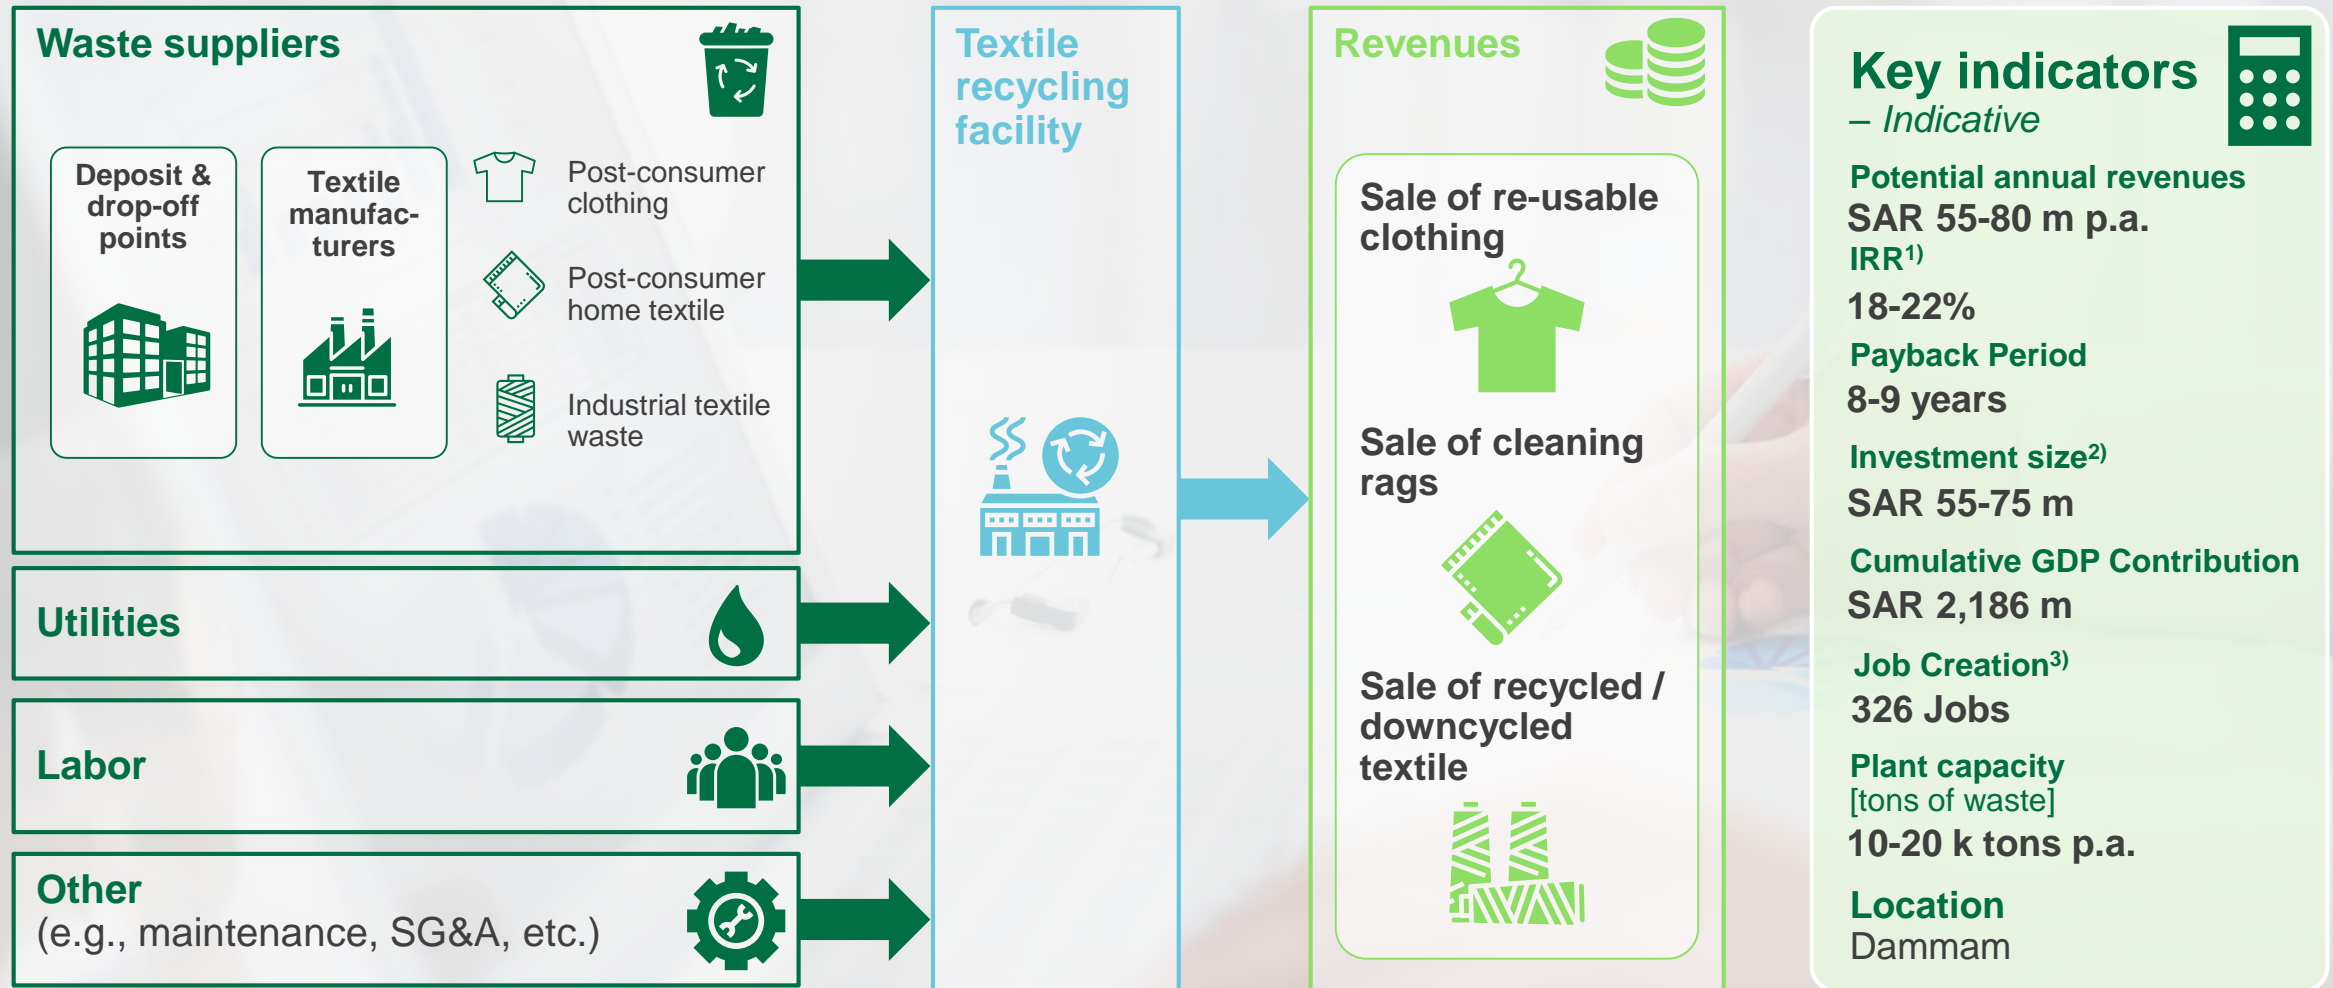 Waste suppliers
Deposit &
drop-off
points
Textile
manufac-
turers
Post-consumer
clothing
Post-consumer
home textile
Industrial textile
waste
Utilities
Labor
Other
(e.g., maintenance, SG&A, etc.)
Textile
recycling
facility
Revenues
Sale of re-usable
clothing
Sale of cleaning
rags
Sale of recycled /
downcycled
textile
Key indicators
– Indicative
Potential annual revenues
SAR 55-80 m p.a.
IRR1)
18-22%
Payback Period
8-9 years
Investment size2)
SAR 55-75 m
Cumulative GDP Contribution
SAR 2,186 m
Job Creation3)
326 Jobs
Plant capacity
[tons of waste]
10-20 k tons p.a.
Location
Dammam